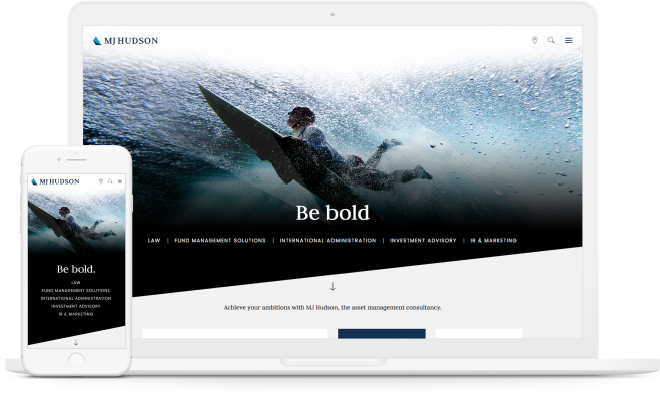 MJ HUDSON
Be bold
LAW | FUND MANAGEMENT SOLUTIONS | INTERNATIONAL ADMINISTRATION | INVESTMENT ADVISORY | IR & MARKETING
Achieve your ambitions with MJ Hudson, the asset management consultancy.
MJ HUDSON
Be bold.
LAW
FUND MANAGEMENT SOLUTIONS
INTERNATIONAL ADMINISTRATION
INVESTMENT ADVISORY
IR & MARKETING